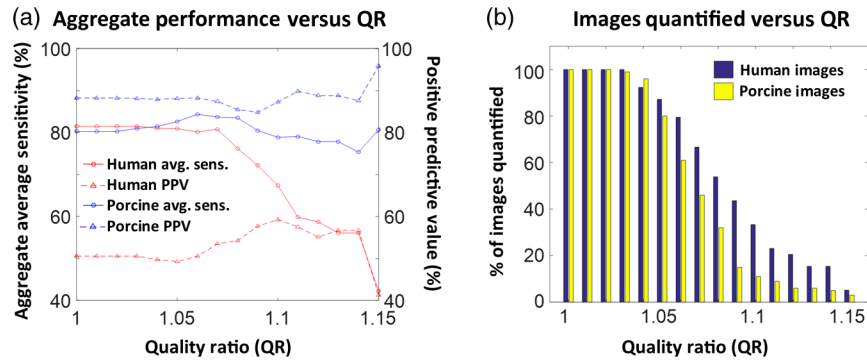 (a) Aggregate performance versus QR
Aggregate average sensitivity (%)
100
80
60
40
100
80
60
40
Positive predictive value (%)
Human avg. sens.
Human PPV
Porcine avg. sens.
Porcine PPV
1
1.05
1.1
1.15
Quality ratio (QR)
(b) Images quantified versus QR
% of images quantified
100
80
60
40
20
0
Human images
Porcine images
1
1.05
1.1
1.15
Quality ratio (QR)